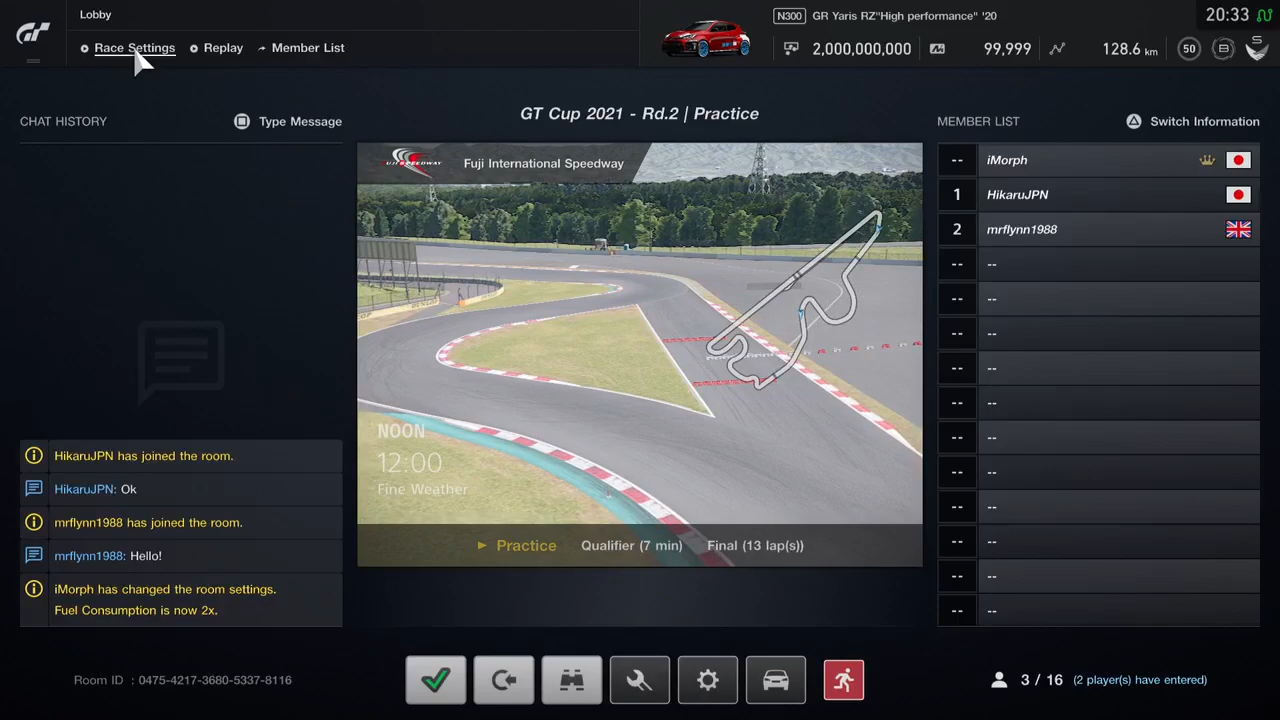 Lobby
Race Settings
Replay
Member List
N300 GR Yaris RZ"High performance" '20
2,000,000,000
99,999
128.6 km
50
B
S
20:33
CHAT HISTORY
Type Message
GT Cup 2021 - Rd.2 | Practice
MEMBER LIST
Switch Information
FUJI SPEEDWAY
Fuji International Speedway
NOON
12:00
Fine Weather
Practice Qualifier (7 min) Final (13 lap(s))
-- iMorph
1 HikaruJPN
2 mrflynn1988
-- --
-- --
-- --
-- --
-- --
-- --
-- --
-- --
-- --
-- --
-- --
HikaruJPN has joined the room.
HikaruJPN: Ok
mrflynn1988 has joined the room.
mrflynn1988: Hello!
iMorph has changed the room settings.
Fuel Consumption is now 2x.
Room ID : 0475-4217-3680-5337-8116
3 / 16 (2 player(s) have entered)